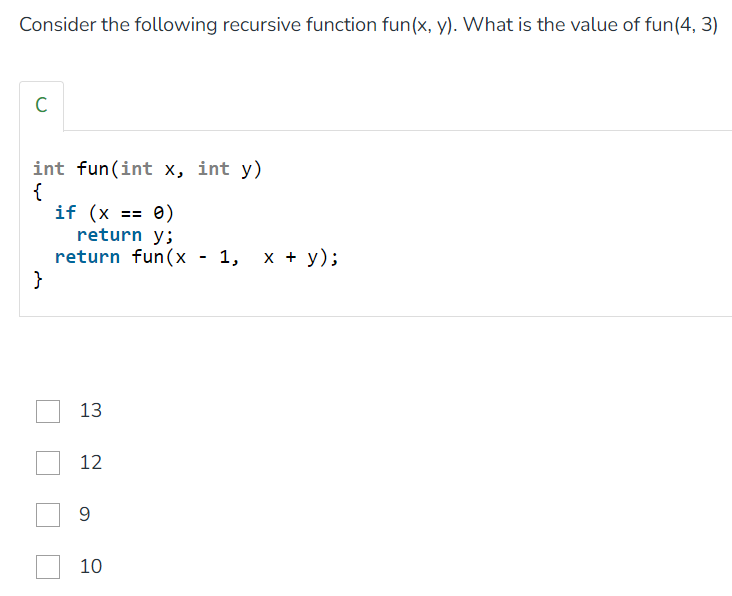 Consider the following recursive function fun(x, y). What is the value of fun(4, 3)
C
int fun(int x, int y)
{
  if (x == 0)
    return y;
  return fun(x - 1,  x + y);
}
13
12
9
10